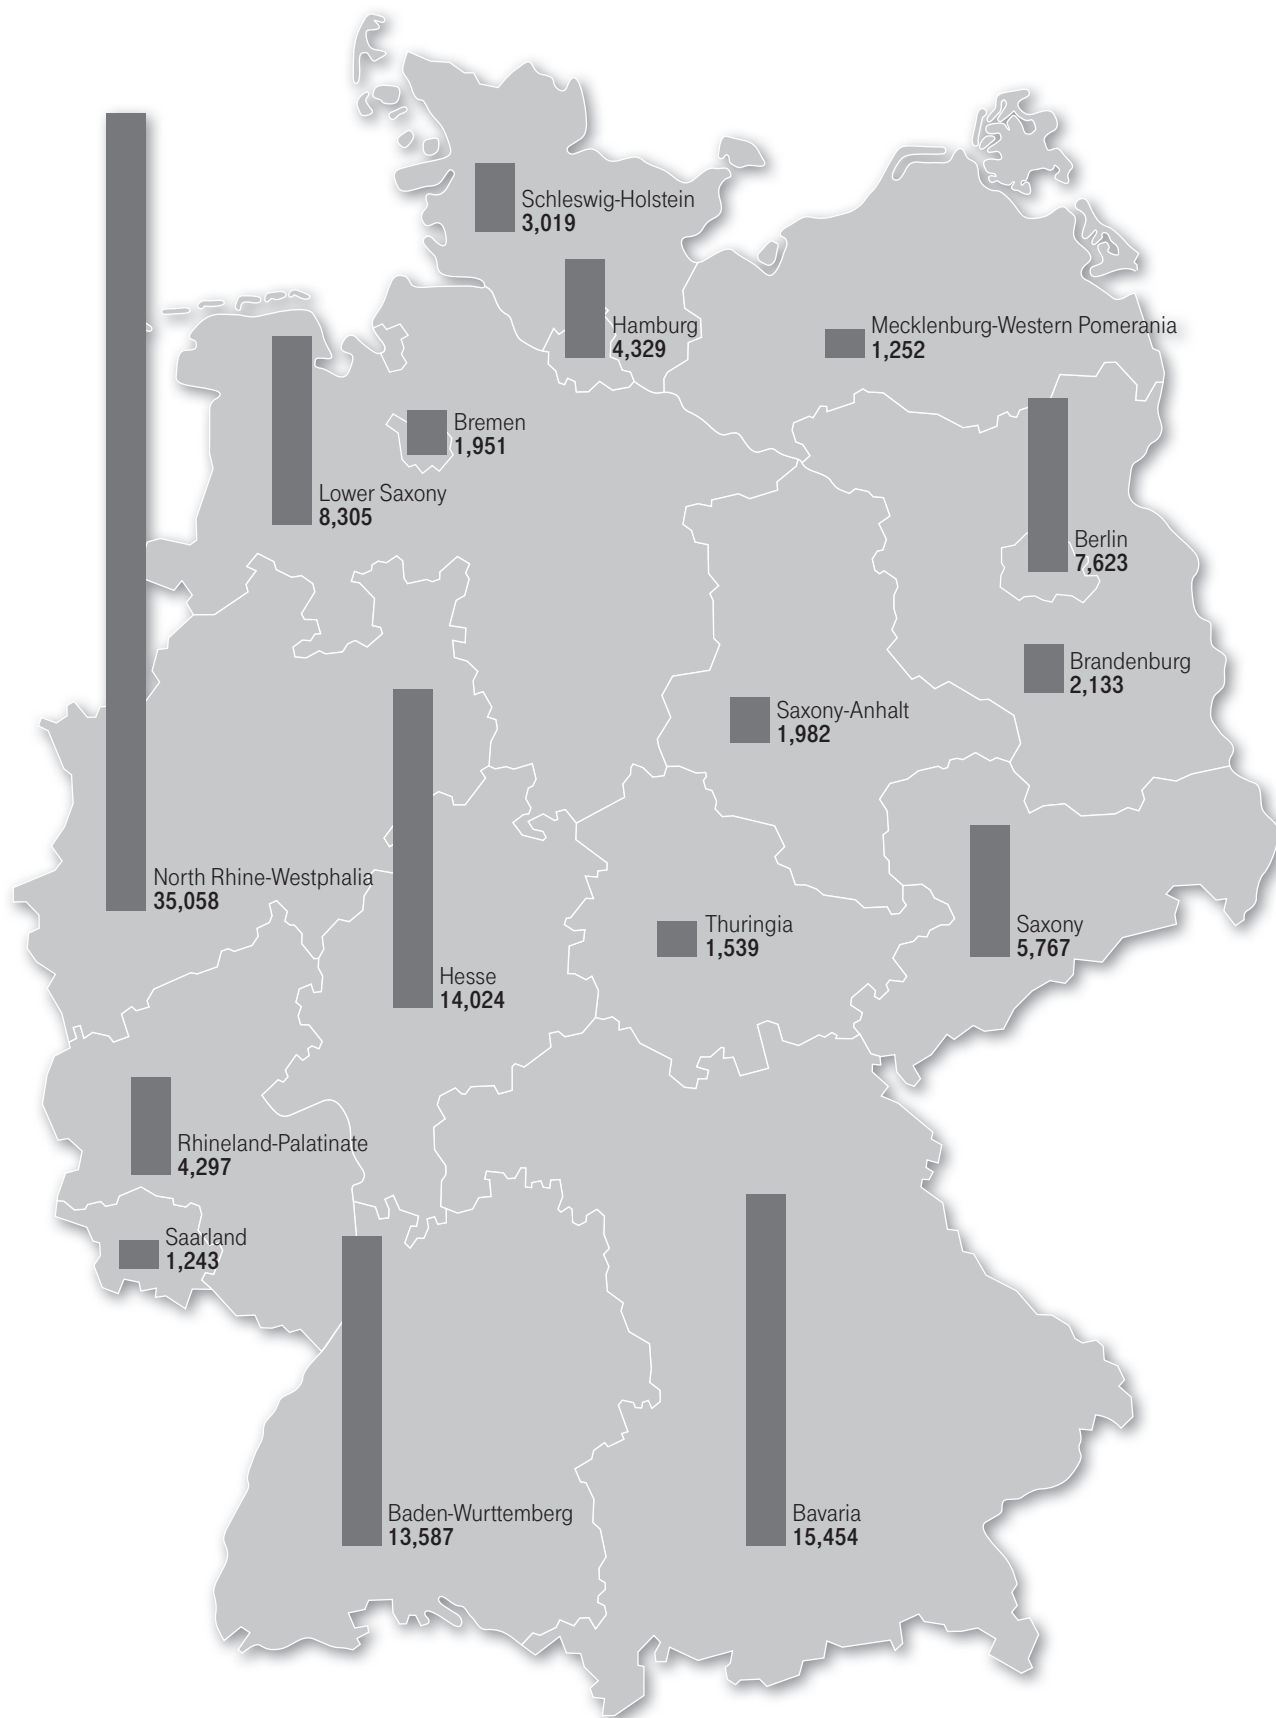 Schleswig-Holstein
3,019
Hamburg
4,329
Mecklenburg-Western Pomerania
1,252
Bremen
1,951
Lower Saxony
8,305
Berlin
7,623
Brandenburg
2,133
Saxony-Anhalt
1,982
North Rhine-Westphalia
35,058
Thuringia
1,539
Saxony
5,767
Hesse
14,024
Rhineland-Palatinate
4,297
Saarland
1,243
Baden-Wurttemberg
13,587
Bavaria
15,454